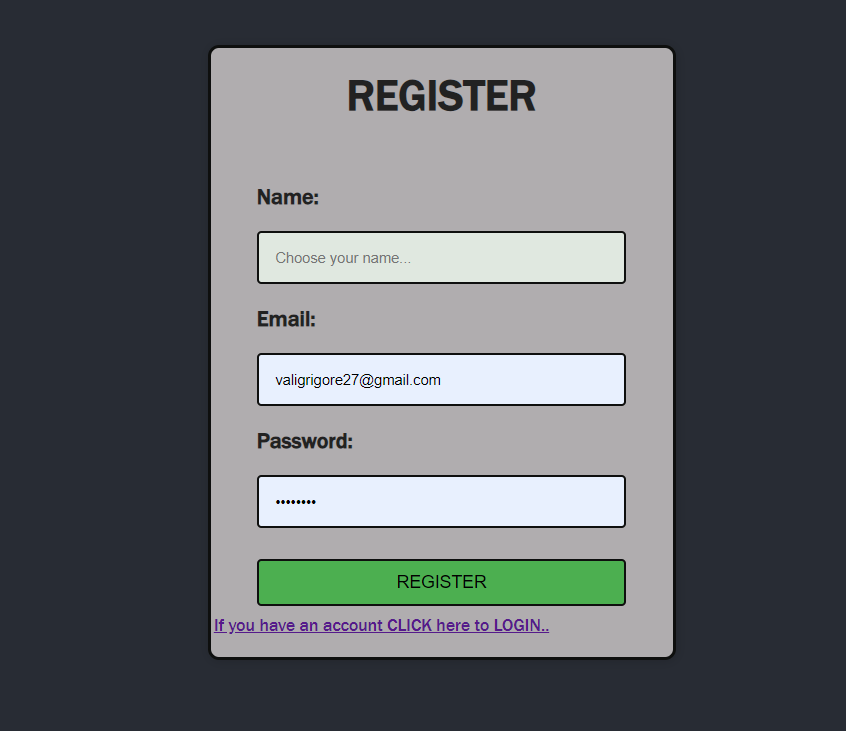 REGISTER
Name:
Choose your name...
Email:
valigrigore27@gmail.com
Password:
••••••••
REGISTER
If you have an account CLICK here to LOGIN..